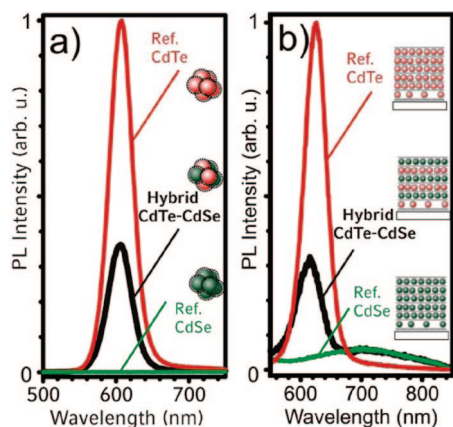 a)
PL Intensity (arb. u.)
1
0
Ref.
CdTe
Hybrid
CdTe-CdSe
Ref.
CdSe
500 600 700
Wavelength (nm)
b)
PL Intensity (arb. u.)
1
0
Ref.
CdTe
Hybrid
CdTe-CdSe
Ref.
CdSe
600 700 800
Wavelength (nm)